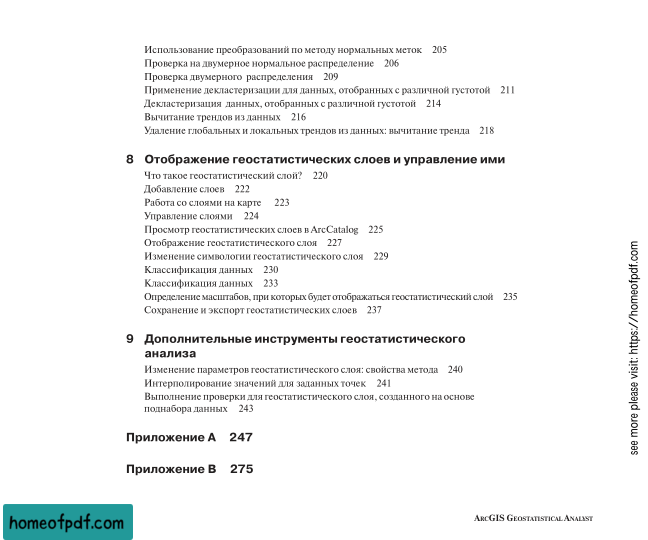 Использование преобразований по методу нормальных меток 205
Проверка на двумерное нормальное распределение 206
Проверка двумерного распределения 209
Применение декластеризации для данных, отобранных с различной густотой 211
Декластеризация данных, отобранных с различной густотой 214
Вычитание трендов из данных 216
Удаление глобальных и локальных трендов из данных: вычитание тренда 218
8 Отображение геостатистических слоев и управление ими
Что такое геостатистический слой? 220
Добавление слоев 222
Работа со слоями на карте 223
Управление слоями 224
Просмотр геостатистических слоев в ArcCatalog 225
Отображение геостатистического слоя 227
Изменение символогии геостатистического слоя 229
Классификация данных 230
Классификация данных 233
Определение масштабов, при которых будет отображаться геостатистический слой 235
Сохранение и экспорт геостатистических слоев 237
9 Дополнительные инструменты геостатистического
анализа
Изменение параметров геостатистического слоя: свойства метода 240
Интерполирование значений для заданных точек 241
Выполнение проверки для геостатистического слоя, созданного на основе
поднабора данных 243
Приложение A 247
Приложение B 275
ArcGIS Geostatistical Analyst
see more please visit: https://homeofpdf.com
homeofpdf.com